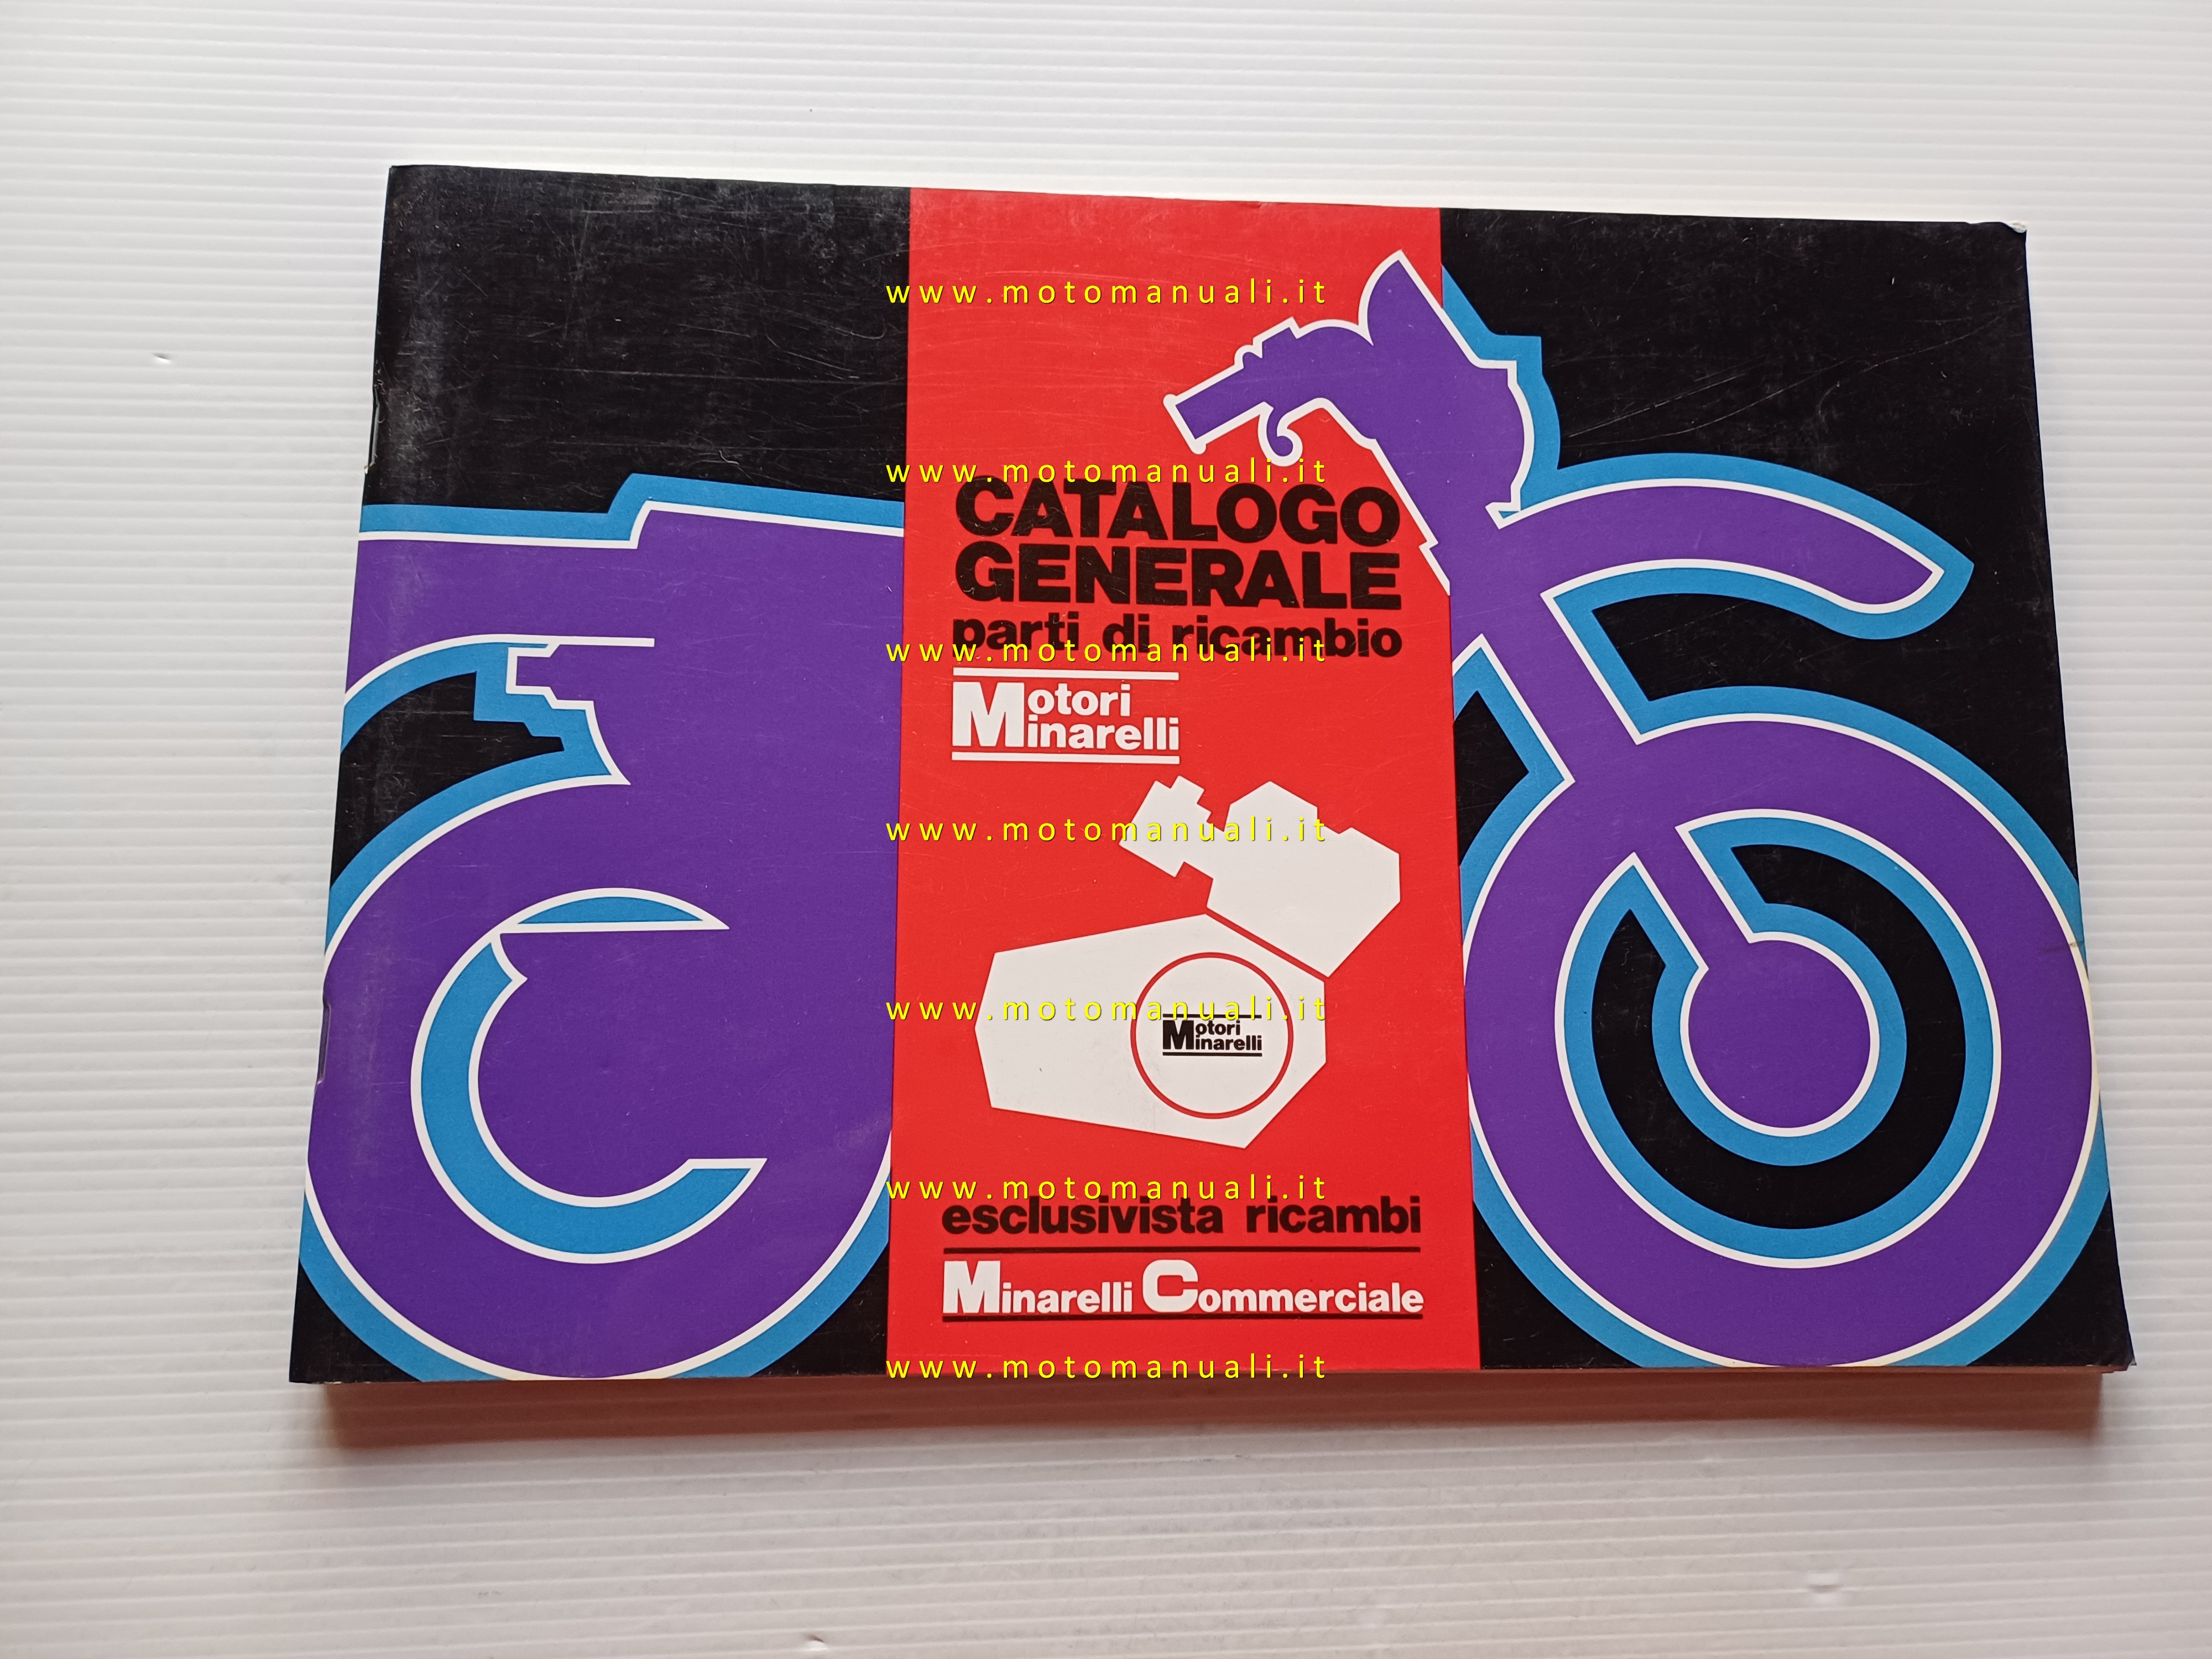 www.motomanuali.it
www.motomanuali.it
CATALOGO
GENERALE
parti di ricambio
www.motomanuali.it
Motori
Minarelli
www.motomanuali.it
www.motomanuali.it
Motori
Minarelli
www.motomanuali.it
esclusivista ricambi
Minarelli Commerciale
www.motomanuali.it